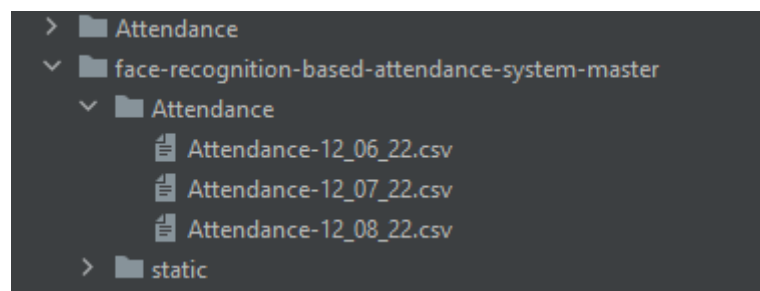 Attendance
face-recognition-based-attendance-system-master
Attendance
Attendance-12_06_22.csv
Attendance-12_07_22.csv
Attendance-12_08_22.csv
static